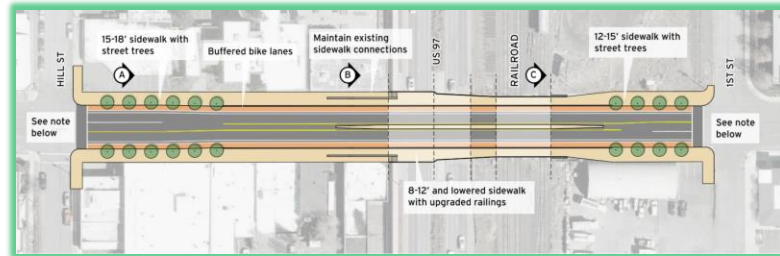 HILL ST
15-18' sidewalk with
street trees
A
Buffered bike lanes
Maintain existing
sidewalk connections
B
US 97
RAILROAD
C
12-15' sidewalk with
street trees
1ST ST
See note
below
See note
below
8-12' and lowered sidewalk
with upgraded railings